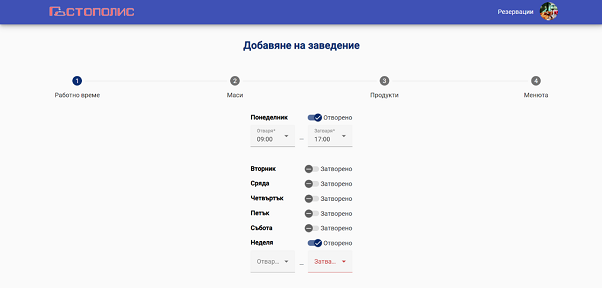 Гостополис
Резервации
Добавяне на заведение
1 2 3 4
Работно време Маси Продукти Менюта
Понеделник Отворено
Отваря* Затваря*
09:00 – 17:00
Вторник Затворено
Сряда Затворено
Четвъртък Затворено
Петък Затворено
Събота Затворено
Неделя Отворено
Отвар... – Затва...